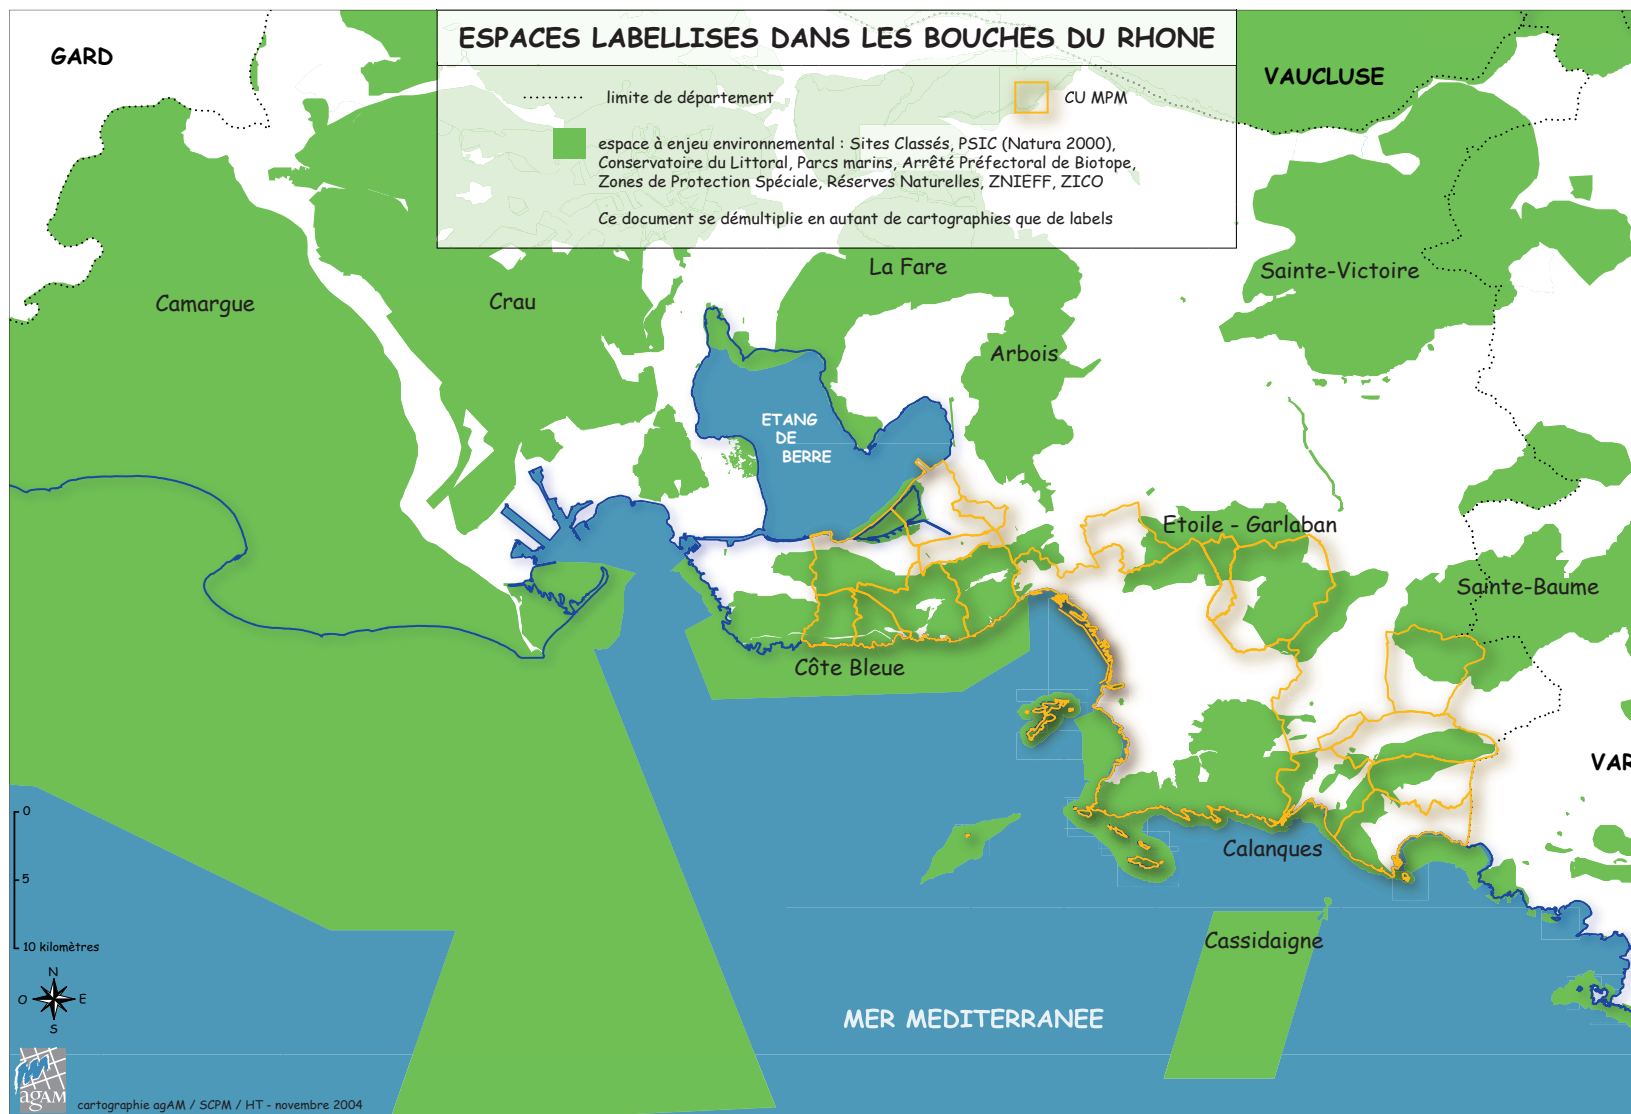 ESPACES LABELLISES DANS LES BOUCHES DU RHONE
limite de département
CU MPM
espace à enjeu environnemental : Sites Classés, PSIC (Natura 2000),
Conservatoire du Littoral, Parcs marins, Arrêté Préfectoral de Biotope,
Zones de Protection Spéciale, Réserves Naturelles, ZNIEFF, ZICO
Ce document se démultiplie en autant de cartographies que de labels
GARD
VAUCLUSE
La Fare
Sainte-Victoire
Camargue
Crau
Arbois
ETANG
DE
BERRE
Etoile - Garlaban
Sainte-Baume
Côte Bleue
VAR
0
5
10 kilomètres
Calanques
Cassidaigne
MER MEDITERRANEE
N
O
E
S
agAM
cartographie agAM / SCPM / HT - novembre 2004